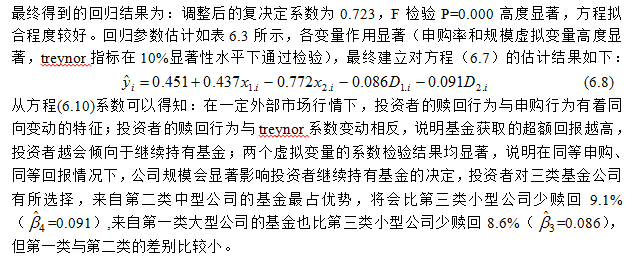 最终得到的回归结果为：调整后的复决定系数为 0.723，F 检验 P=0.000 高度显著，方程拟
合程度较好。回归参数估计如表 6.3 所示，各变量作用显著（申购率和规模虚拟变量高度显
著，treynor 指标在 10%显著性水平下通过检验），最终建立对方程（6.7）的估计结果如下：
ŷᵢ = 0.451 + 0.437x₁,ᵢ − 0.772x₂,ᵢ − 0.086D₁,ᵢ − 0.091D₂,ᵢ (6.8)
从方程(6.10)系数可以得知：在一定外部市场行情下，投资者的赎回行为与申购行为有着同
向变动的特征；投资者的赎回行为与 treynor 系数变动相反，说明基金获取的超额回报越高，
投资者越会倾向于继续持有基金；两个虚拟变量的系数检验结果均显著，说明在同等申购、
同等回报情况下，公司规模会显著影响投资者继续持有基金的决定，投资者对三类基金公司
有所选择，来自第二类中型公司的基金最占优势，将会比第三类小型公司少赎回 9.1%
（β̂₄=0.091）,来自第一类大型公司的基金也比第三类小型公司少赎回 8.6%（β̂₃=0.086），
但第一类与第二类的差别比较小。